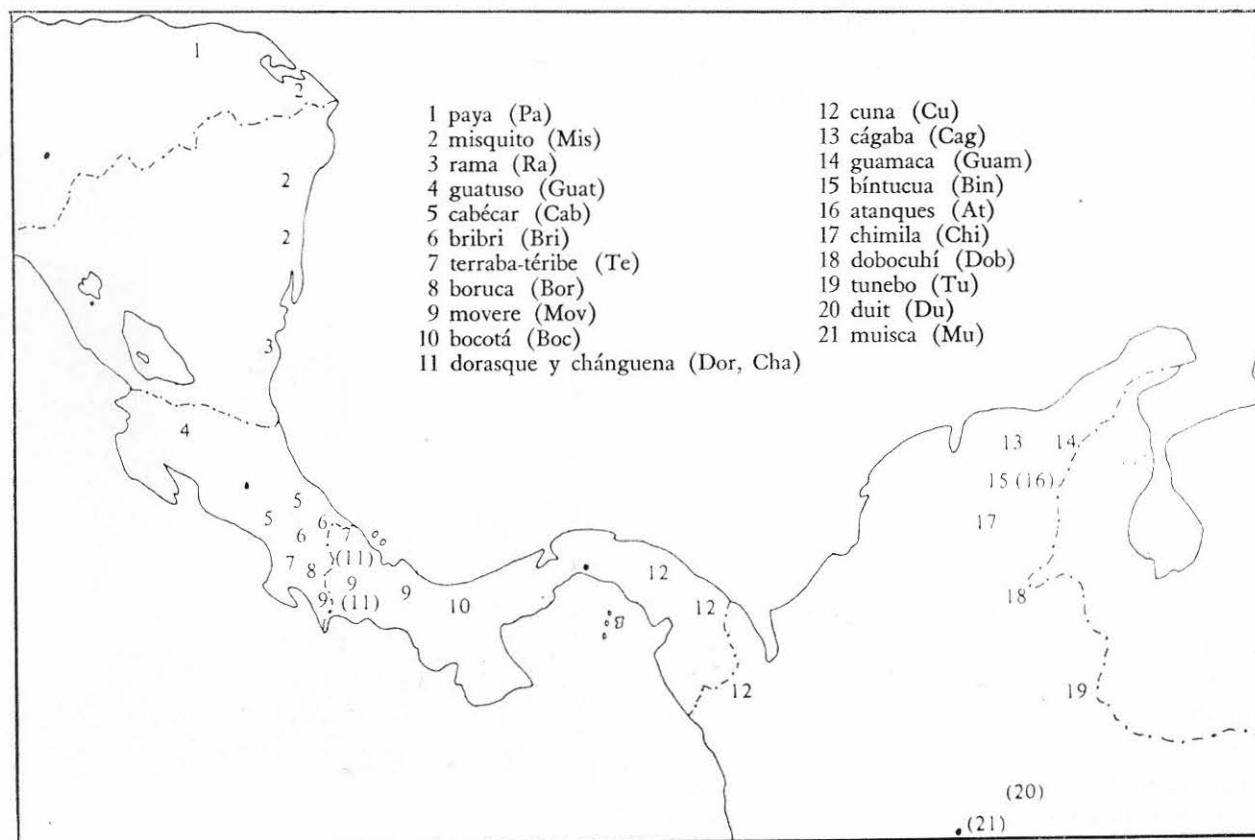 1 paya (Pa)
2 misquito (Mis)
3 rama (Ra)
4 guatuso (Guat)
5 cabécar (Cab)
6 bribri (Bri)
7 terraba-téribe (Te)
8 boruca (Bor)
9 movere (Mov)
10 bocotá (Boc)
11 dorasque y chánguena (Dor, Cha)
12 cuna (Cu)
13 cágaba (Cag)
14 guamaca (Guam)
15 bíntucua (Bin)
16 atanques (At)
17 chimila (Chi)
18 dobocuhí (Dob)
19 tunebo (Tu)
20 duit (Du)
21 muisca (Mu)
1
2
2
2
3
4
13 14
15 (16)
5
17
5 6
6 7
7 (11)
8 9
9 (11) 9
10
12
12
12
18
19
(20)
(21)